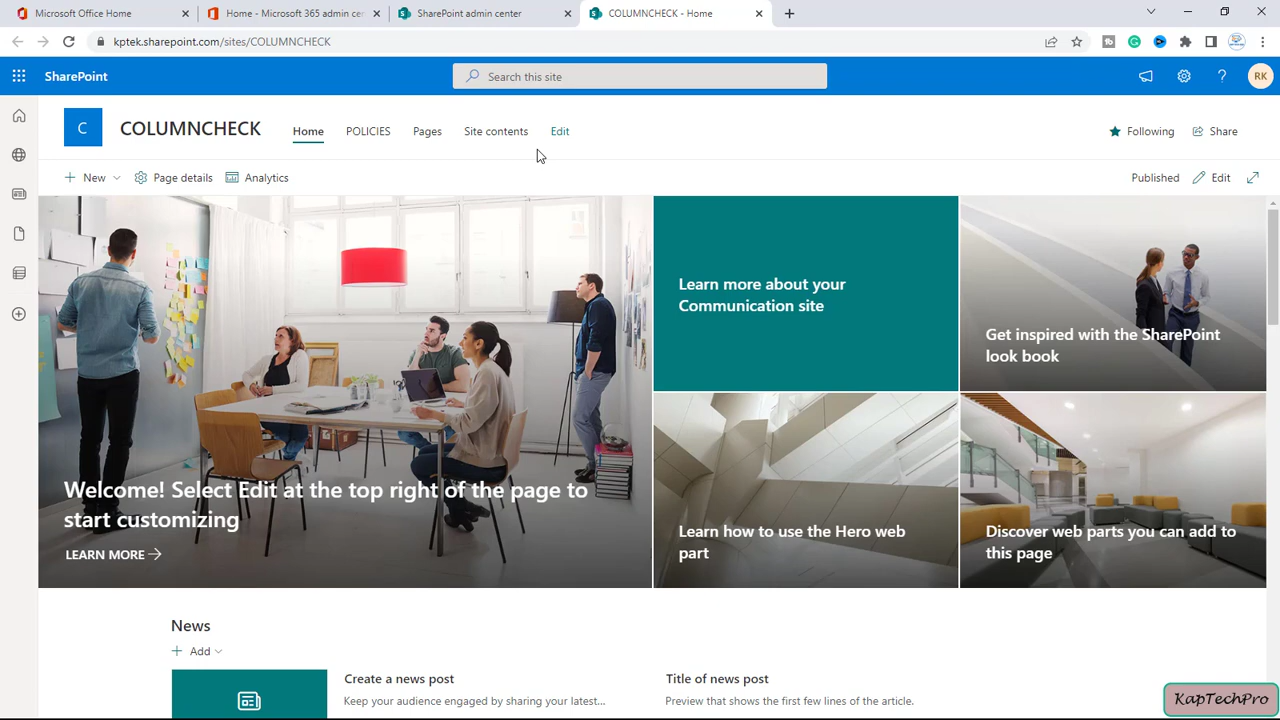 Microsoft Office Home
Home - Microsoft 365 admin cen
SharePoint admin center
COLUMNCHECK - Home
kptek.sharepoint.com/sites/COLUMNCHECK
SharePoint
Search this site
?
RK
C
COLUMNCHECK
Home
POLICIES
Pages
Site contents
Edit
Following
Share
New
Page details
Analytics
Published
Edit
Welcome! Select Edit at the top right of the page to
start customizing
LEARN MORE
Learn more about your
Communication site
Get inspired with the SharePoint
look book
Learn how to use the Hero web
part
Discover web parts you can add to
this page
News
Add
Create a news post
Keep your audience engaged by sharing your latest...
Title of news post
Preview that shows the first few lines of the article.
KapTechPro